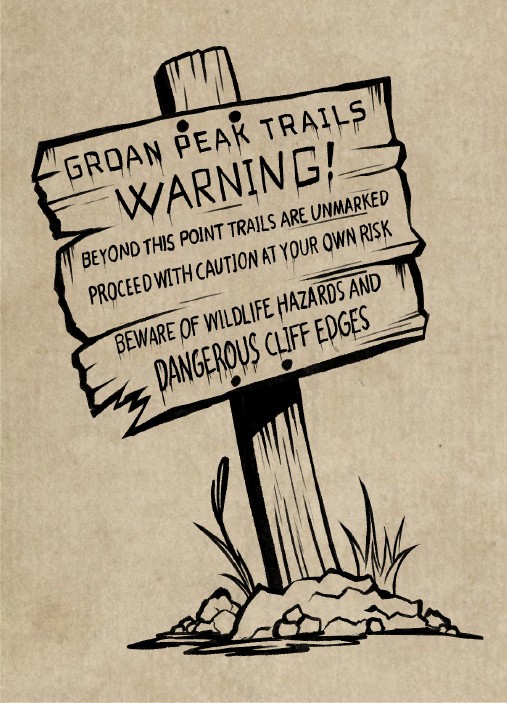 GROAN PEAK TRAILS
WARNING!
BEYOND THIS POINT TRAILS ARE UNMARKED
PROCEED WITH CAUTION AT YOUR OWN RISK
BEWARE OF WILDLIFE HAZARDS AND
DANGEROUS CLIFF EDGES